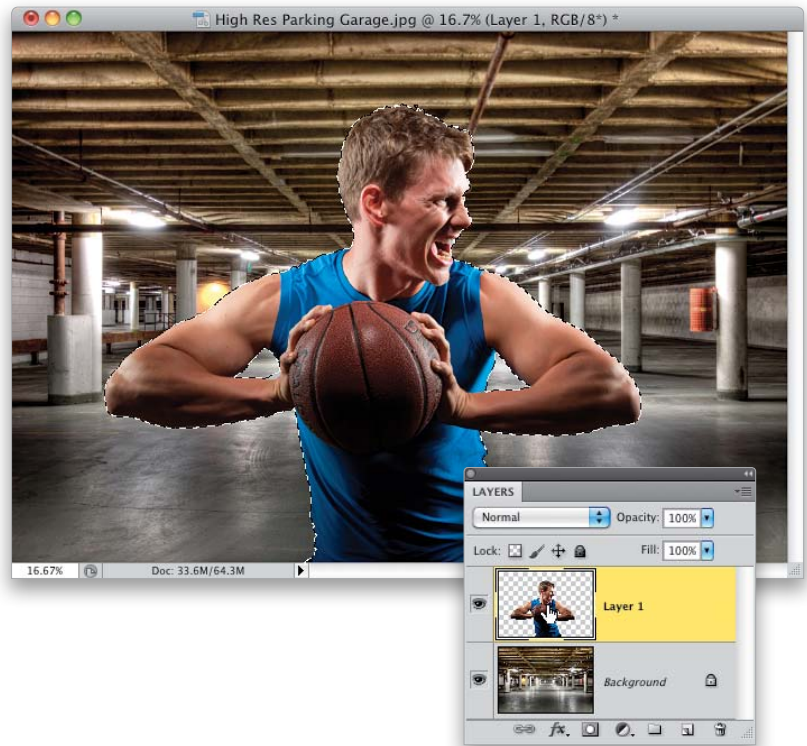 High Res Parking Garage.jpg @ 16.7% (Layer 1, RGB/8*) *
16.67%
Doc: 33.6M/64.3M
LAYERS
Normal
Opacity: 100%
Lock:
Fill: 100%
Layer 1
Background
fx.